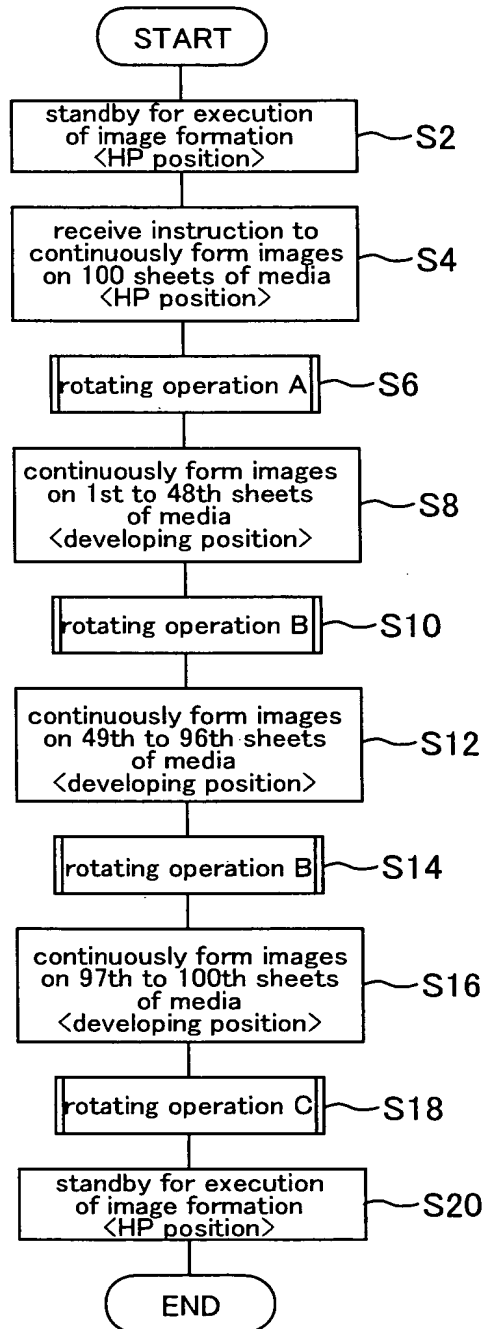 START
standby for execution
of image formation
<HP position>
S2
receive instruction to
continuously form images
on 100 sheets of media
<HP position>
S4
rotating operation A
S6
continuously form images
on 1st to 48th sheets
of media
<developing position>
S8
rotating operation B
S10
continuously form images
on 49th to 96th sheets
of media
<developing position>
S12
rotating operation B
S14
continuously form images
on 97th to 100th sheets
of media
<developing position>
S16
rotating operation C
S18
standby for execution
of image formation
<HP position>
S20
END